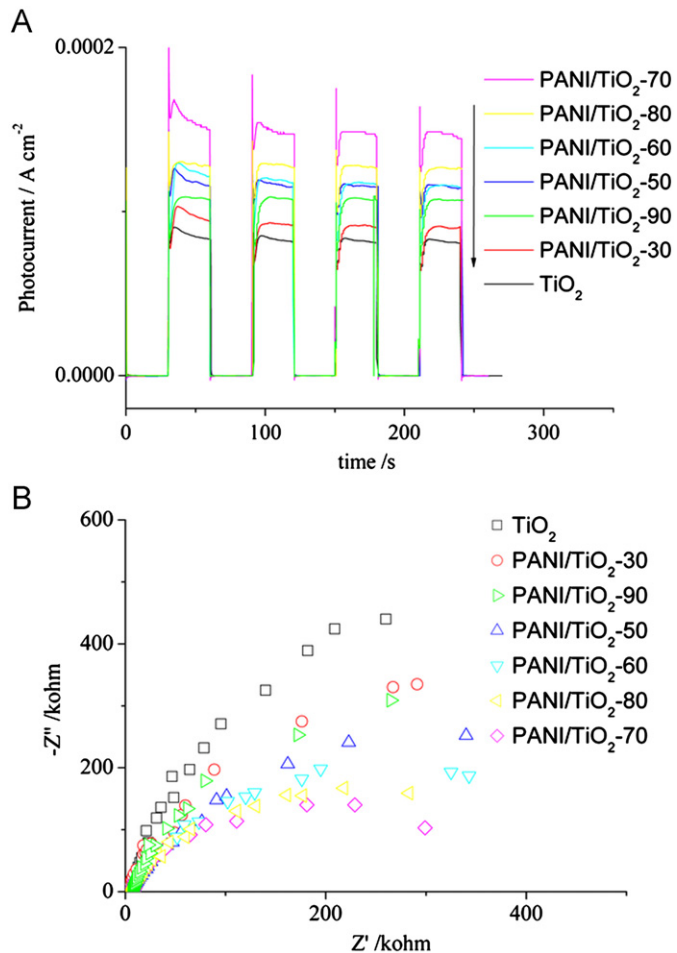 A
0.0002
0.0000
Photocurrent / A cm⁻²
0
100
200
300
time /s
PANI/TiO₂-70
PANI/TiO₂-80
PANI/TiO₂-60
PANI/TiO₂-50
PANI/TiO₂-90
PANI/TiO₂-30
TiO₂
B
600
400
200
0
-Z" /kohm
0
200
400
Z' /kohm
TiO₂
PANI/TiO₂-30
PANI/TiO₂-90
PANI/TiO₂-50
PANI/TiO₂-60
PANI/TiO₂-80
PANI/TiO₂-70